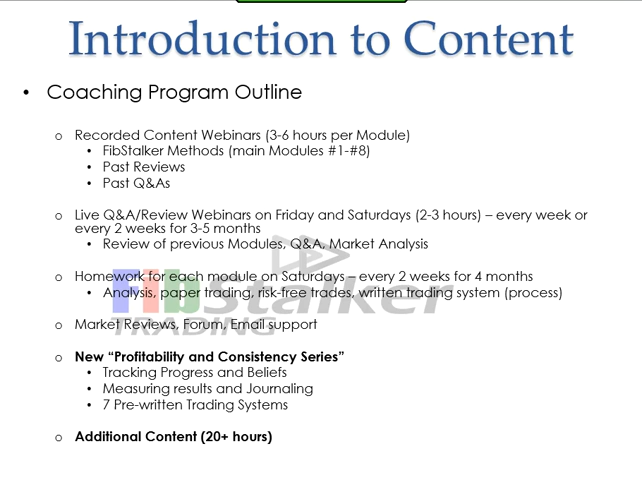 Introduction to Content
• Coaching Program Outline
o Recorded Content Webinars (3-6 hours per Module)
• FibStalker Methods (main Modules #1-#8)
• Past Reviews
• Past Q&As
o Live Q&A/Review Webinars on Friday and Saturdays (2-3 hours) – every week or
every 2 weeks for 3-5 months
• Review of previous Modules, Q&A, Market Analysis
o Homework for each module on Saturdays – every 2 weeks for 4 months
• Analysis, paper trading, risk-free trades, written trading system (process)
FibStalker
TRADING
o Market Reviews, Forum, Email support
o New “Profitability and Consistency Series”
• Tracking Progress and Beliefs
• Measuring results and Journaling
• 7 Pre-written Trading Systems
o Additional Content (20+ hours)